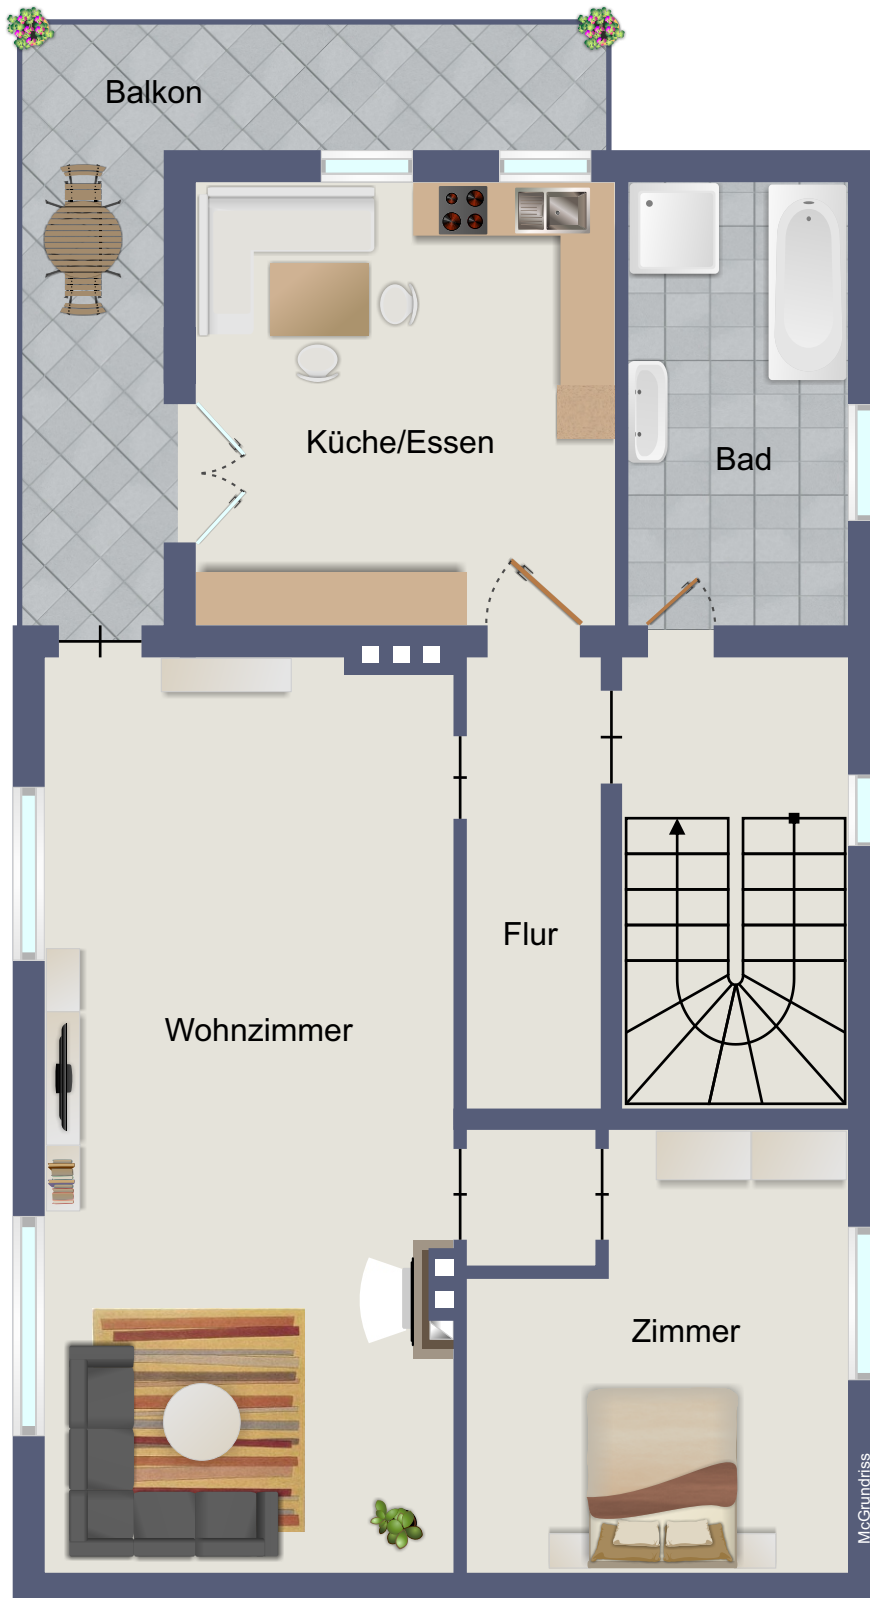 Balkon
Küche/Essen
Bad
Flur
Wohnzimmer
Zimmer
McGrundriss